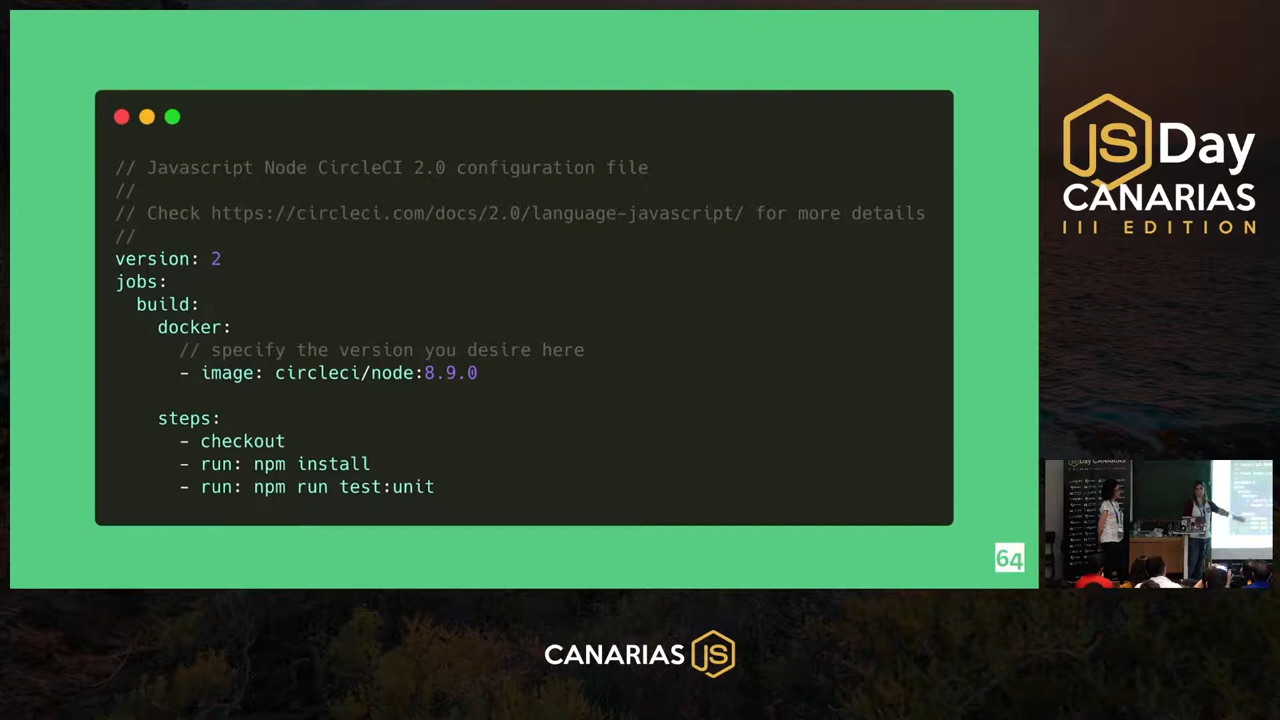 // Javascript Node CircleCI 2.0 configuration file
//
// Check https://circleci.com/docs/2.0/language-javascript/ for more details
//
version: 2
jobs:
build:
docker:
// specify the version you desire here
- image: circleci/node:8.9.0
steps:
- checkout
- run: npm install
- run: npm run test:unit
64
JS Day
CANARIAS
III EDITION
JSDay CANARIAS
CANARIAS JS